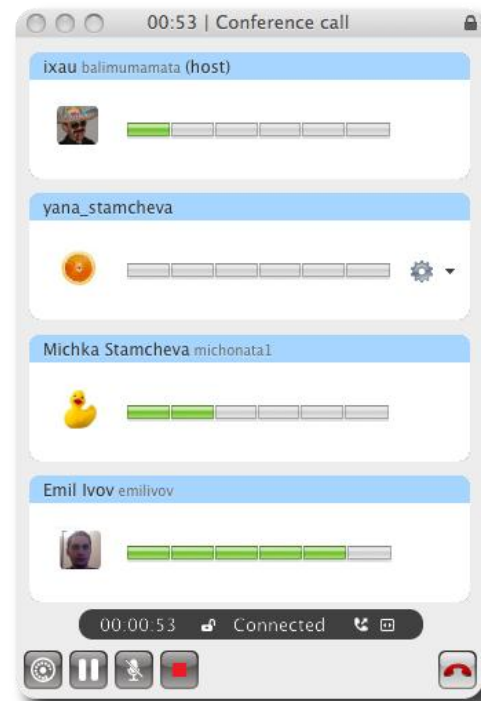 00:53 | Conference call
ixau balimumamata (host)
yana_stamcheva
Michka Stamcheva michonata1
Emil Ivov emilivov
00:00:53 Connected